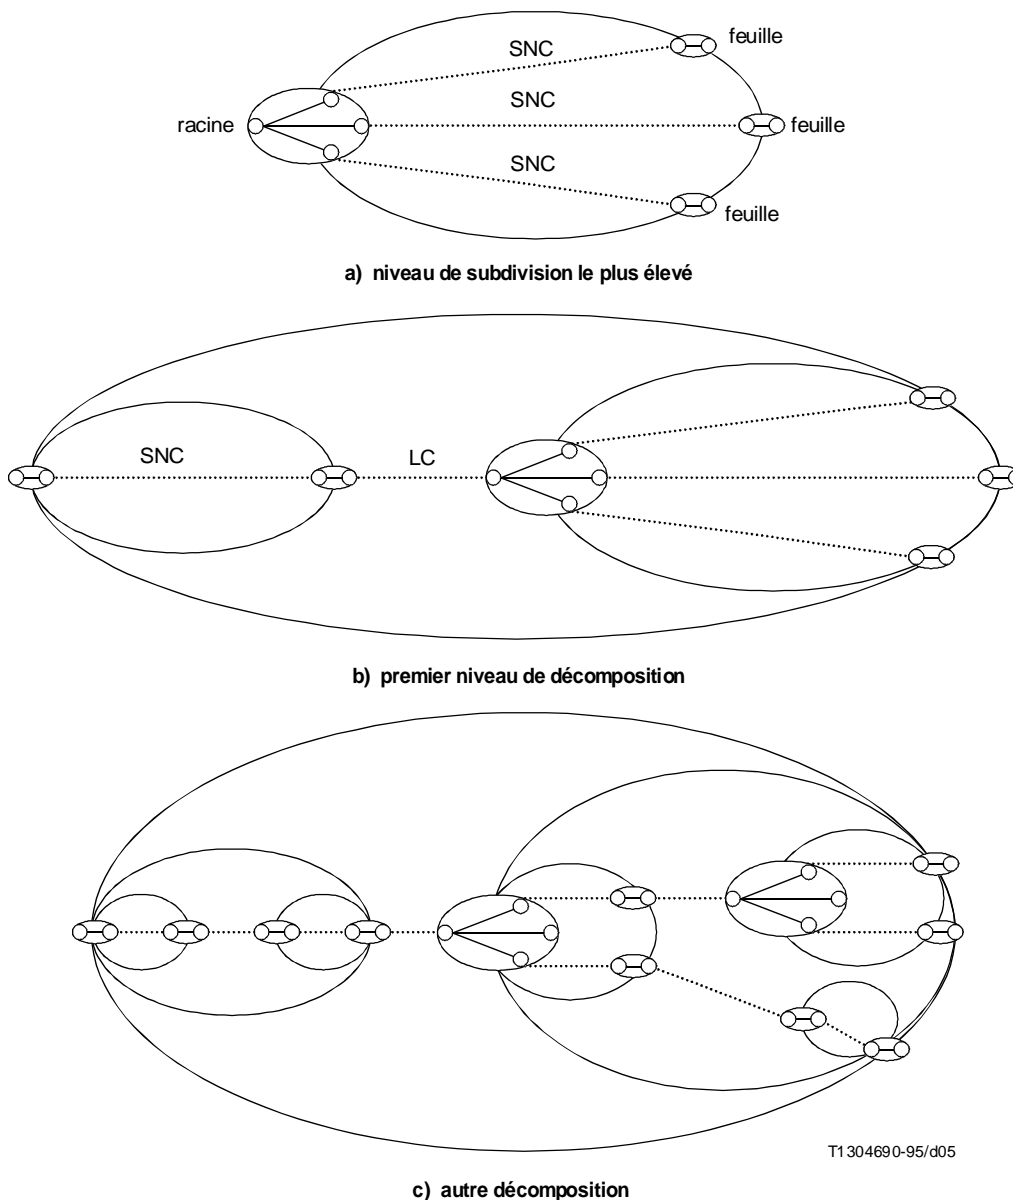 SNC
feuille
SNC
racine
feuille
SNC
feuille
a) niveau de subdivision le plus élevé
SNC
LC
b) premier niveau de décomposition
T1304690-95/d05
c) autre décomposition